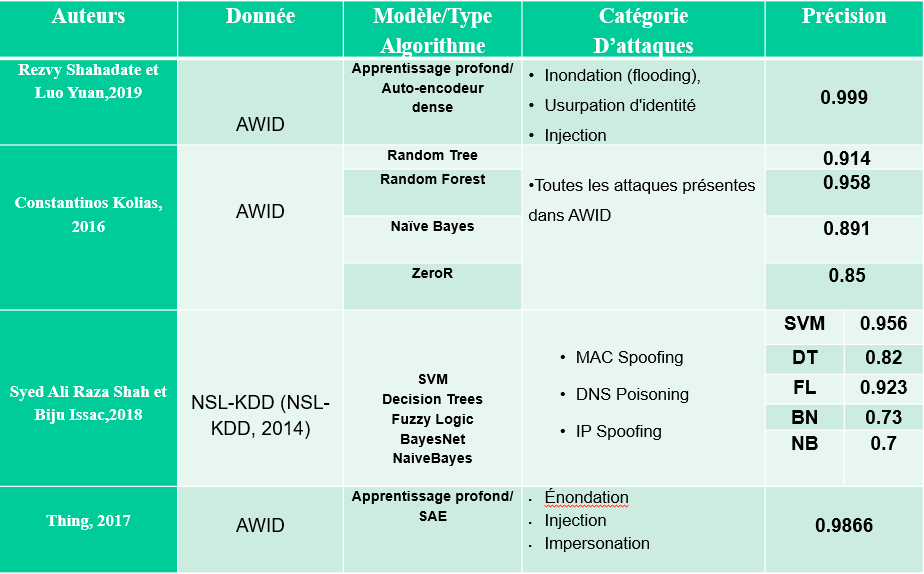 Auteurs
Donnée
Modèle/Type
Algorithme
Catégorie
D’attaques
Précision
Rezvy Shahadate et
Luo Yuan,2019
AWID
Apprentissage profond/
Auto-encodeur
dense
• Inondation (flooding),
• Usurpation d'identité
• Injection
0.999
Constantinos Kolias,
2016
AWID
Random Tree
Random Forest
Naïve Bayes
ZeroR
•Toutes les attaques présentes
dans AWID
0.914
0.958
0.891
0.85
Syed Ali Raza Shah et
Biju Issac,2018
NSL-KDD (NSL-
KDD, 2014)
SVM
Decision Trees
Fuzzy Logic
BayesNet
NaiveBayes
• MAC Spoofing
• DNS Poisoning
• IP Spoofing
SVM 0.956
DT 0.82
FL 0.923
BN 0.73
NB 0.7
Thing, 2017
AWID
Apprentissage profond/
SAE
• Énondation
• Injection
• Impersonation
0.9866